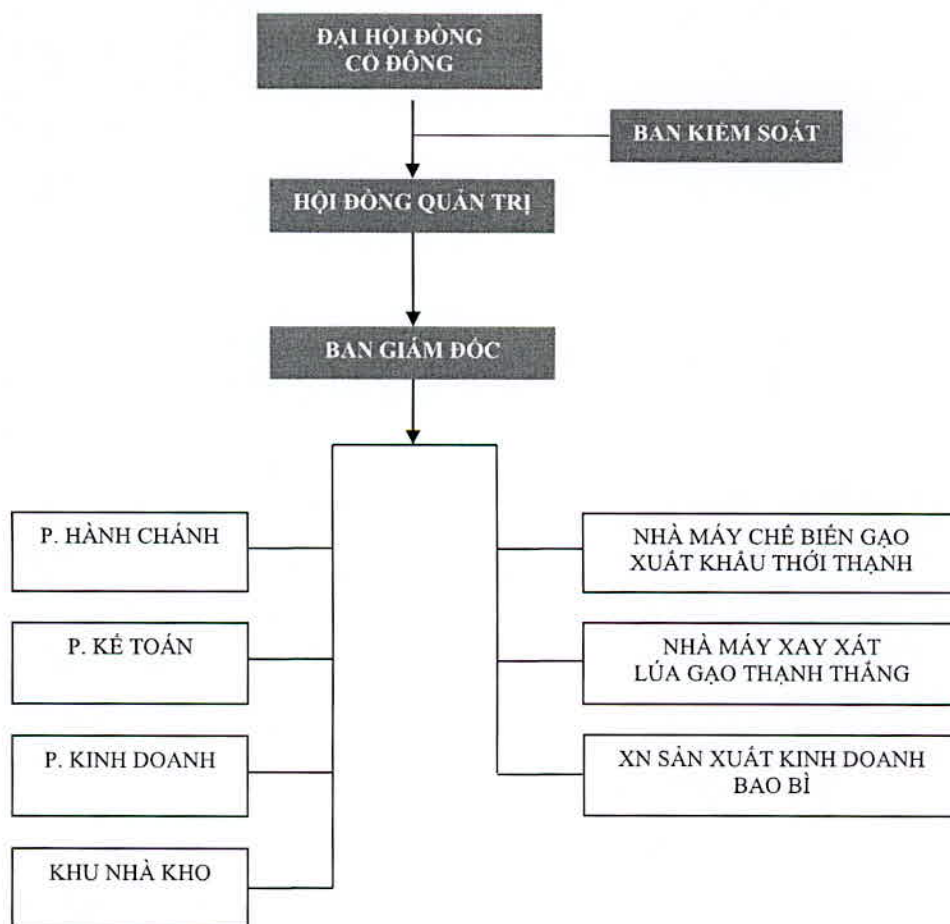 ĐẠI HỘI ĐỒNG
CỔ ĐÔNG
BAN KIỂM SOÁT
HỘI ĐỒNG QUẢN TRỊ
BAN GIÁM ĐỐC
P. HÀNH CHÁNH
P. KẾ TOÁN
P. KINH DOANH
KHU NHÀ KHO
NHÀ MÁY CHẾ BIẾN GẠO
XUẤT KHẨU THỚI THẠNH
NHÀ MÁY XAY XÁT
LÚA GẠO THẠNH THẮNG
XN SẢN XUẤT KINH DOANH
BAO BÌ